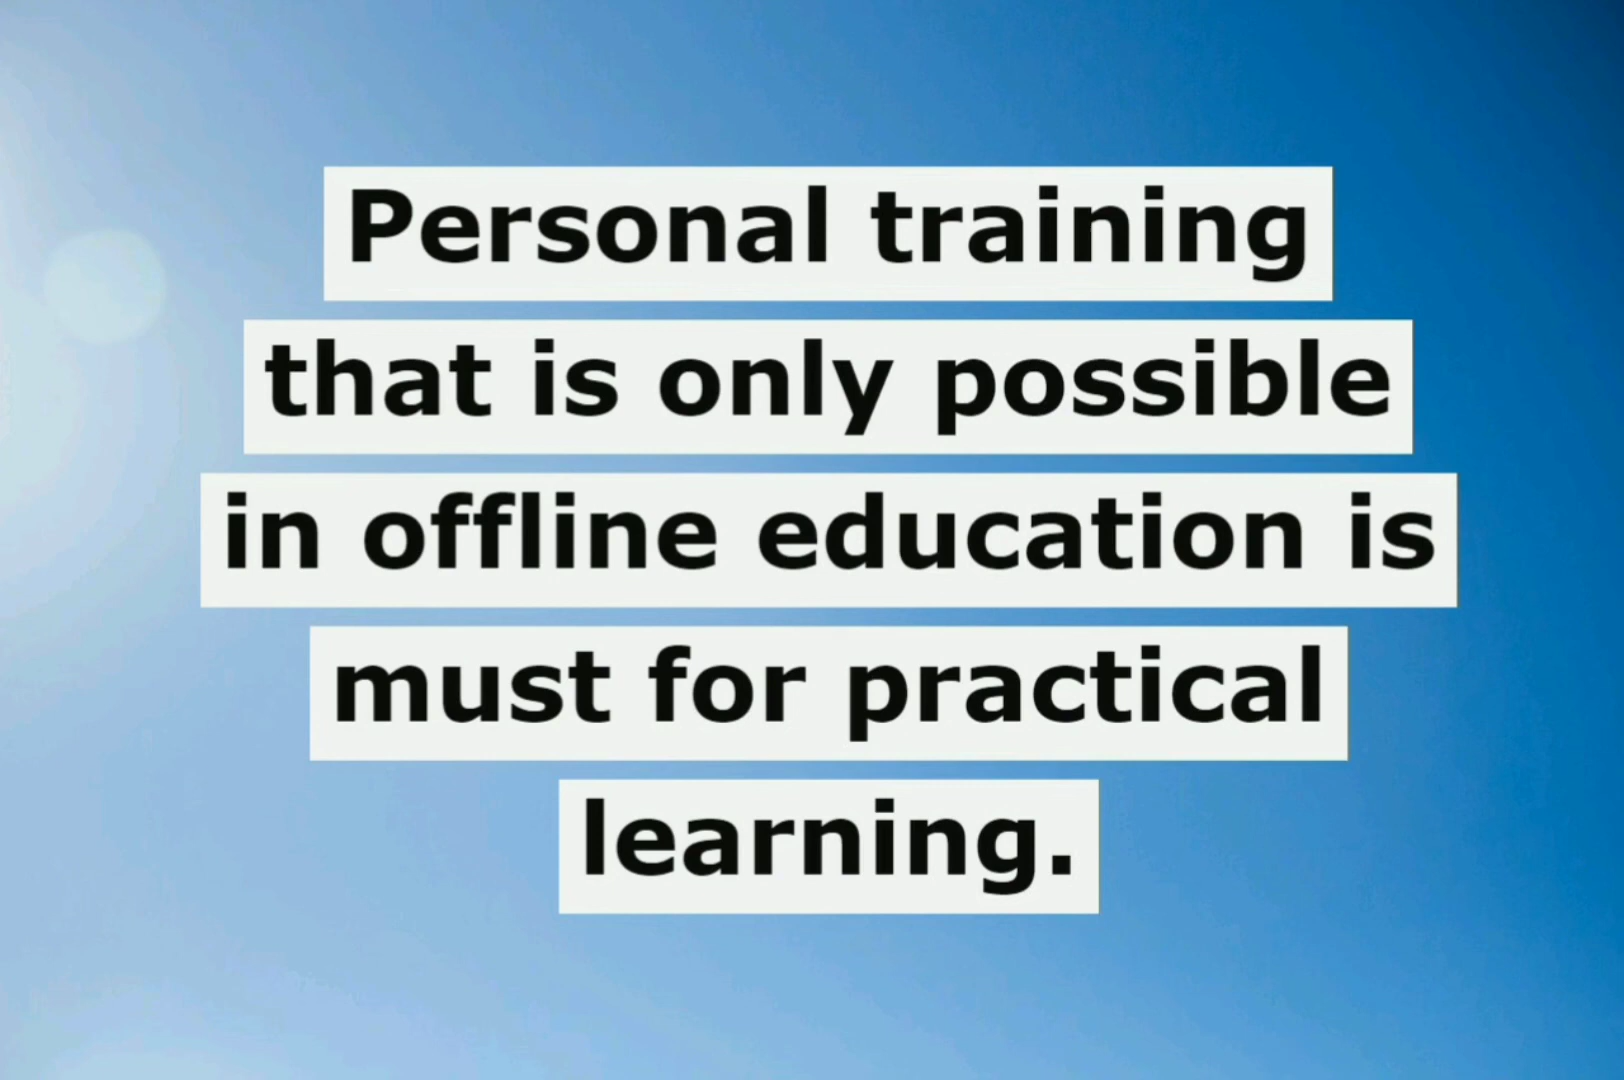 Personal training
that is only possible
in offline education is
must for practical
learning.